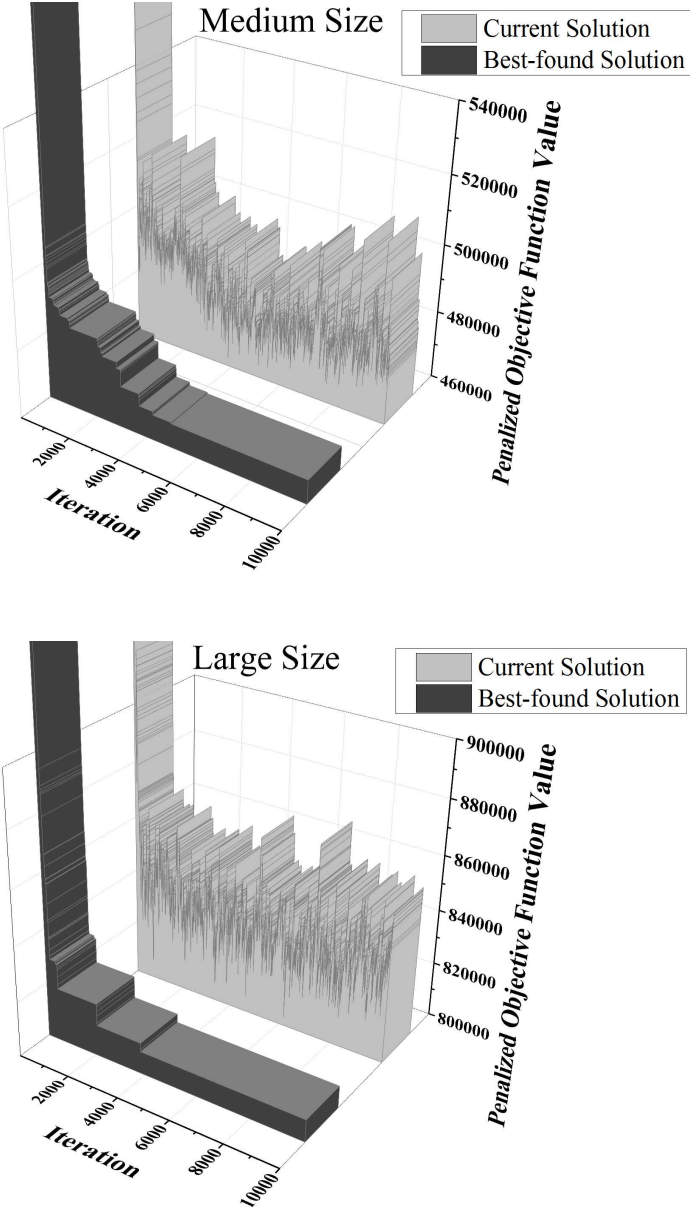 Medium Size
Current Solution
Best-found Solution
540000
520000
500000
480000
460000
Penalized Objective Function Value
2000
4000
6000
8000
10000
Iteration
Large Size
Current Solution
Best-found Solution
900000
880000
860000
840000
820000
800000
Penalized Objective Function Value
2000
4000
6000
8000
10000
Iteration